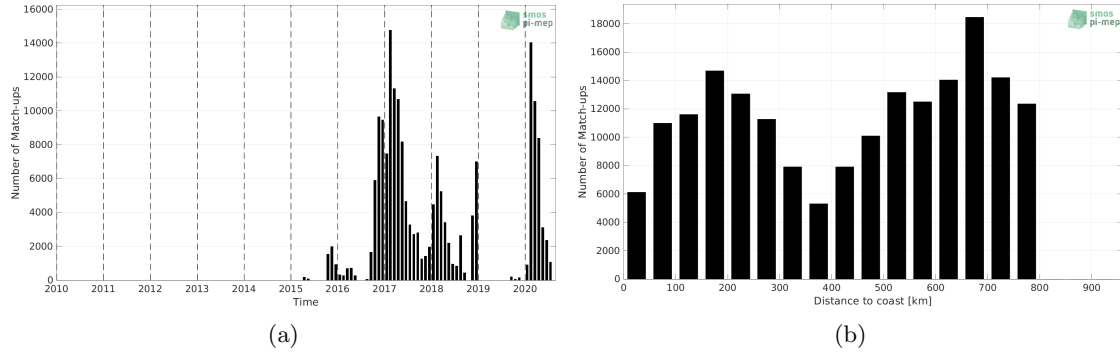 16000
14000
12000
10000
8000
6000
4000
2000
0
Number of Match-ups
2010 2011 2012 2013 2014 2015 2016 2017 2018 2019 2020
Time
smos
pi-mep
(a)
18000
16000
14000
12000
10000
8000
6000
4000
2000
0
Number of Match-ups
0 100 200 300 400 500 600 700 800 900
Distance to coast [km]
smos
pi-mep
(b)